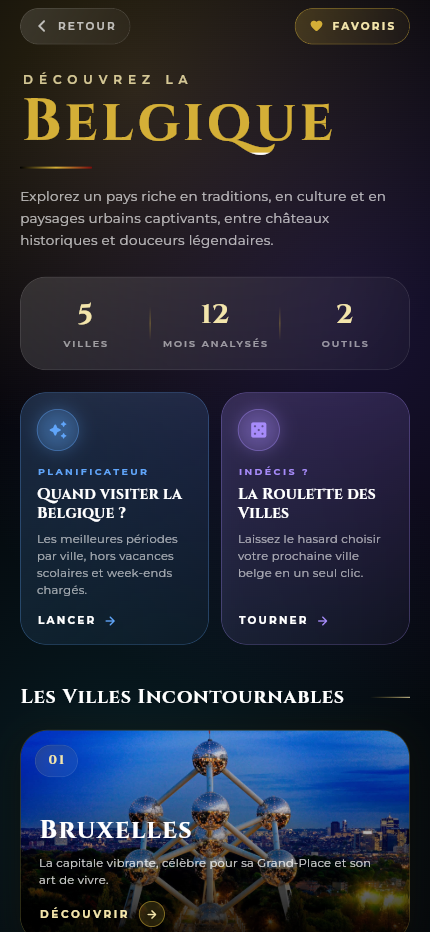 RETOUR
FAVORIS
DÉCOUVREZ LA
BELGIQUE
Explorez un pays riche en traditions, en culture et en
paysages urbains captivants, entre châteaux
historiques et douceurs légendaires.
5
12
2
VILLES
MOIS ANALYSÉS
OUTILS
PLANIFICATEUR
QUAND VISITER LA
BELGIQUE ?
Les meilleures périodes
par ville, hors vacances
scolaires et week-ends
chargés.
LANCER
INDÉCIS ?
LA ROULETTE DES
VILLES
Laissez le hasard choisir
votre prochaine ville
belge en un seul clic.
TOURNER
LES VILLES INCONTOURNABLES
01
BRUXELLES
La capitale vibrante, célèbre pour sa Grand-Place et son
art de vivre.
DÉCOUVRIR